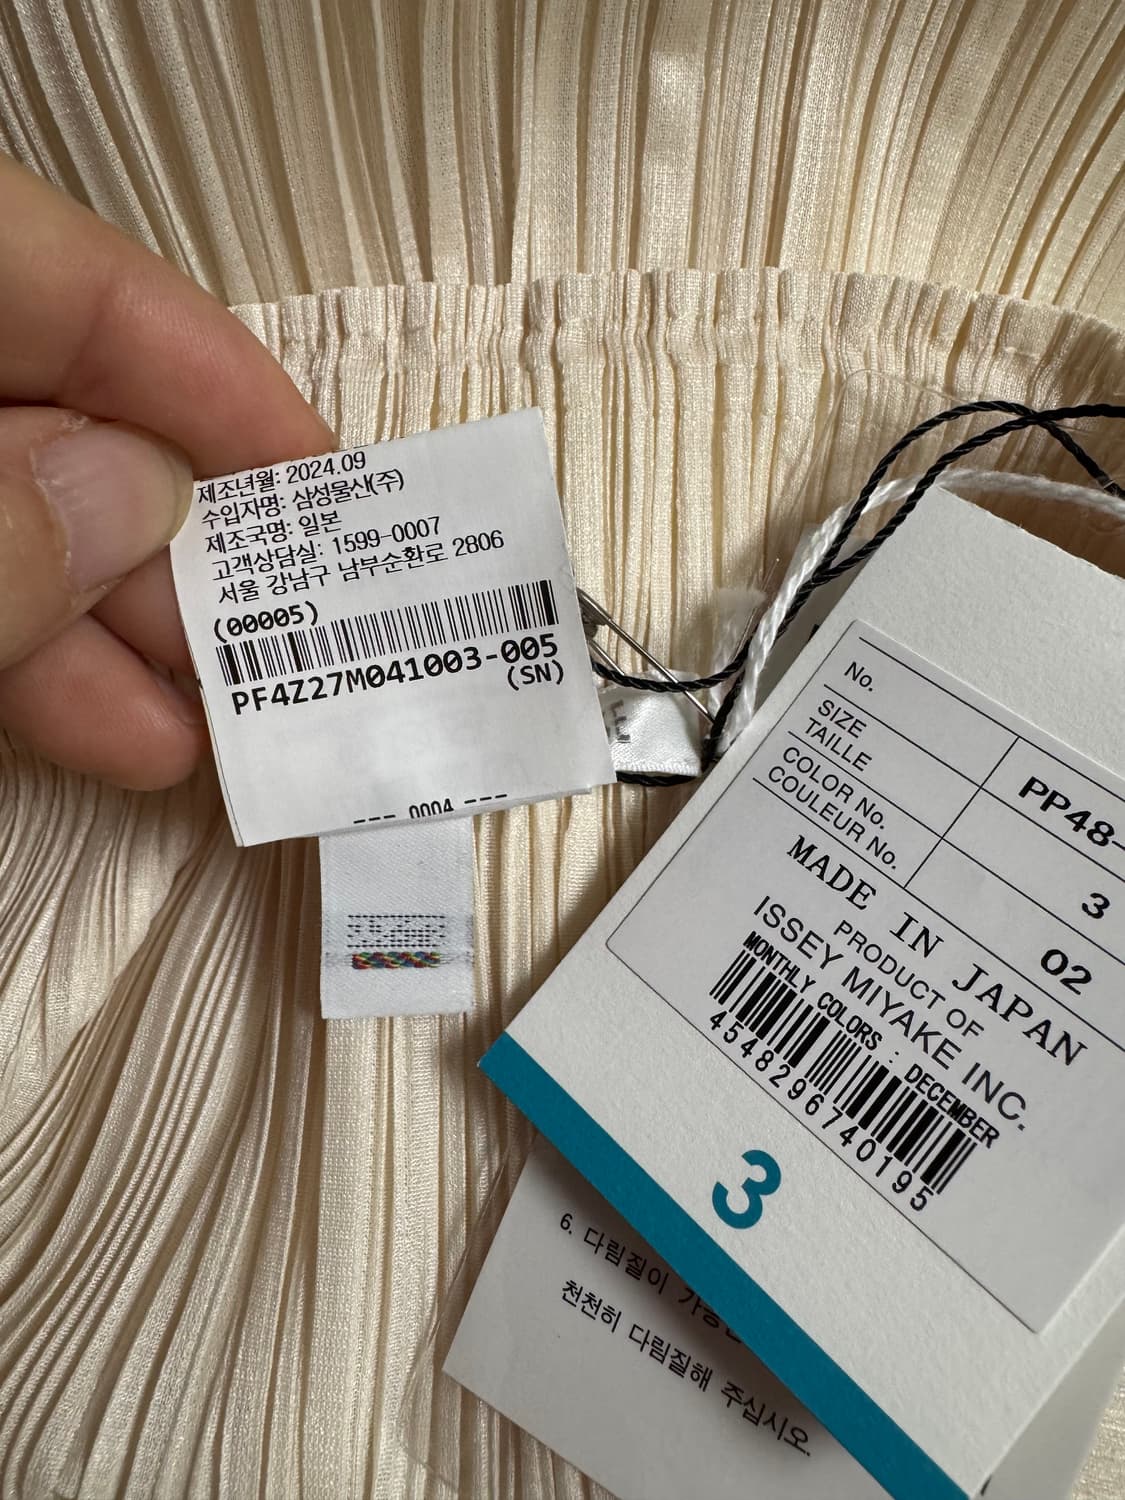 제조년월: 2024.09
수입자명: 삼성물산(주)
제조국명: 일본
고객상담실: 1599-0007
서울 강남구 남부순환로 2806
(00005)
PF4Z27M041003-005
(SN)
--- 0004 ---
No.
PP48-
SIZE
TAILLE
3
COLOR No.
COULEUR No.
02
MADE IN JAPAN
PRODUCT OF
ISSEY MIYAKE INC.
MONTHLY COLORS : DECEMBER
4548296740195
3
6. 다림질이
천천히 다림질해 주십시오.